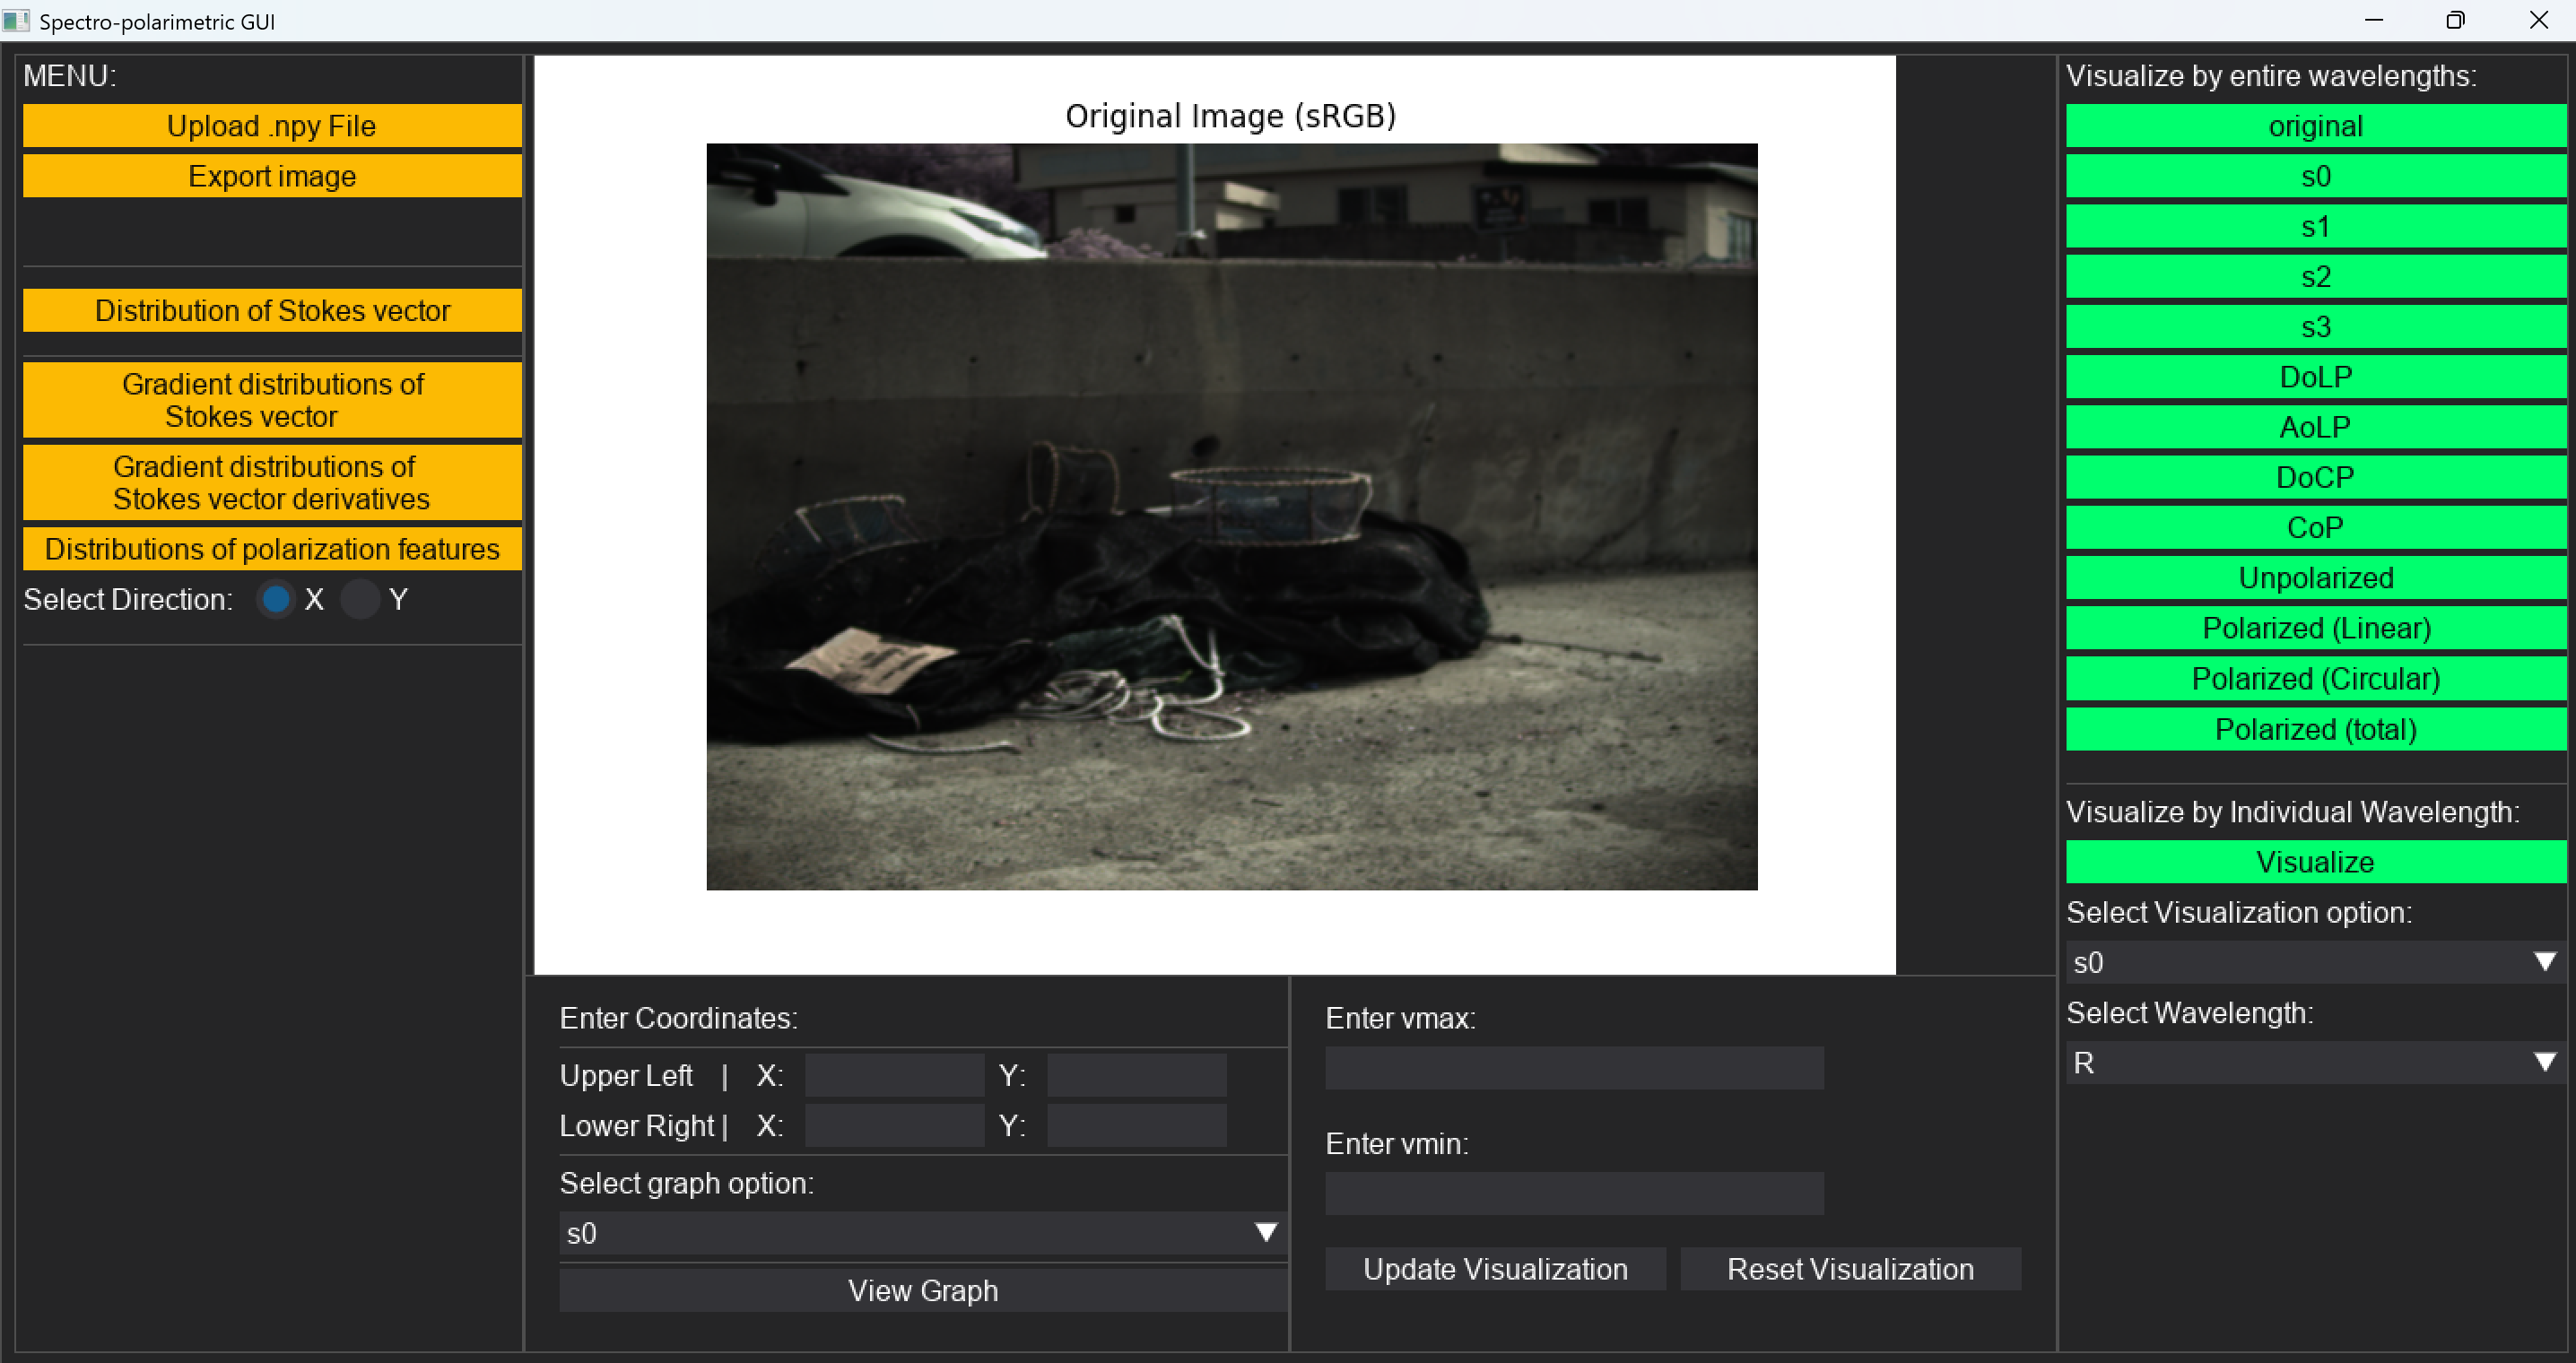 Spectro-polarimetric GUI
MENU:
Upload .npy File
Export image
Distribution of Stokes vector
Gradient distributions of
Stokes vector
Gradient distributions of
Stokes vector derivatives
Distributions of polarization features
Select Direction: X Y
Original Image (sRGB)
Enter Coordinates:
Upper Left | X: Y:
Lower Right | X: Y:
Select graph option:
s0
View Graph
Enter vmax:
Enter vmin:
Update Visualization Reset Visualization
Visualize by entire wavelengths:
original
s0
s1
s2
s3
DoLP
AoLP
DoCP
CoP
Unpolarized
Polarized (Linear)
Polarized (Circular)
Polarized (total)
Visualize by Individual Wavelength:
Visualize
Select Visualization option:
s0
Select Wavelength:
R